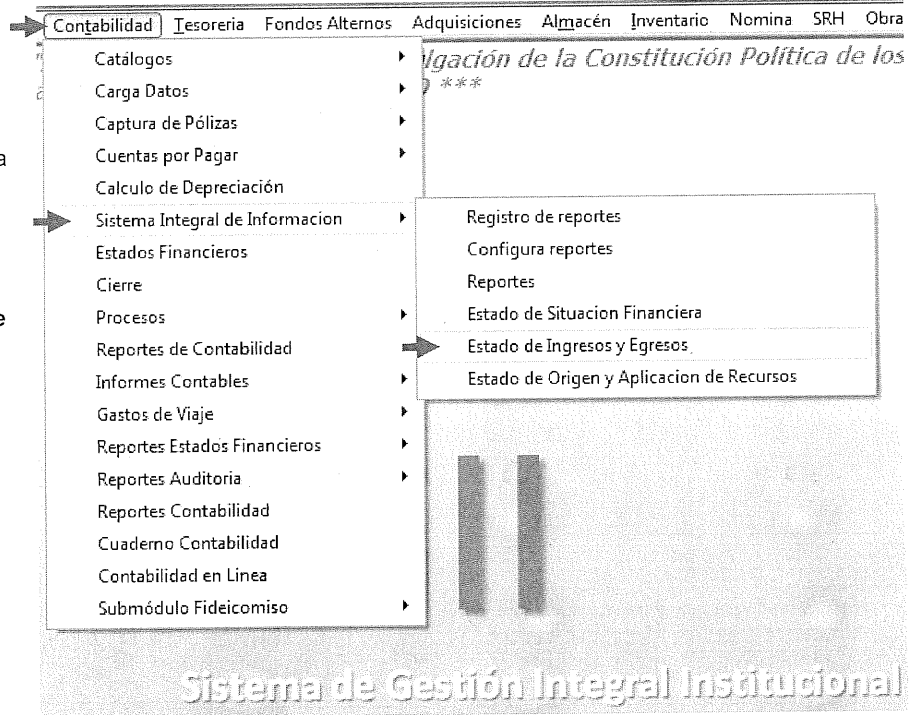 Contabilidad Tesoreria Fondos Alternos Adquisiciones Almacén Inventario Nomina SRH Obra
lgación de la Constitución Política de los
***
Catálogos
Carga Datos
Captura de Pólizas
a
Cuentas por Pagar
Calculo de Depreciación
Sistema Integral de Informacion
Estados Financieros
Cierre
e
Procesos
Reportes de Contabilidad
Informes Contables
Gastos de Viaje
Reportes Estados Financieros
Reportes Auditoria
Reportes Contabilidad
Cuaderno Contabilidad
Contabilidad en Linea
Submódulo Fideicomiso
Registro de reportes
Configura reportes
Reportes
Estado de Situacion Financiera
Estado de Ingresos y Egresos
Estado de Origen y Aplicacion de Recursos
II
Sistema de Gestión Integral Institucional